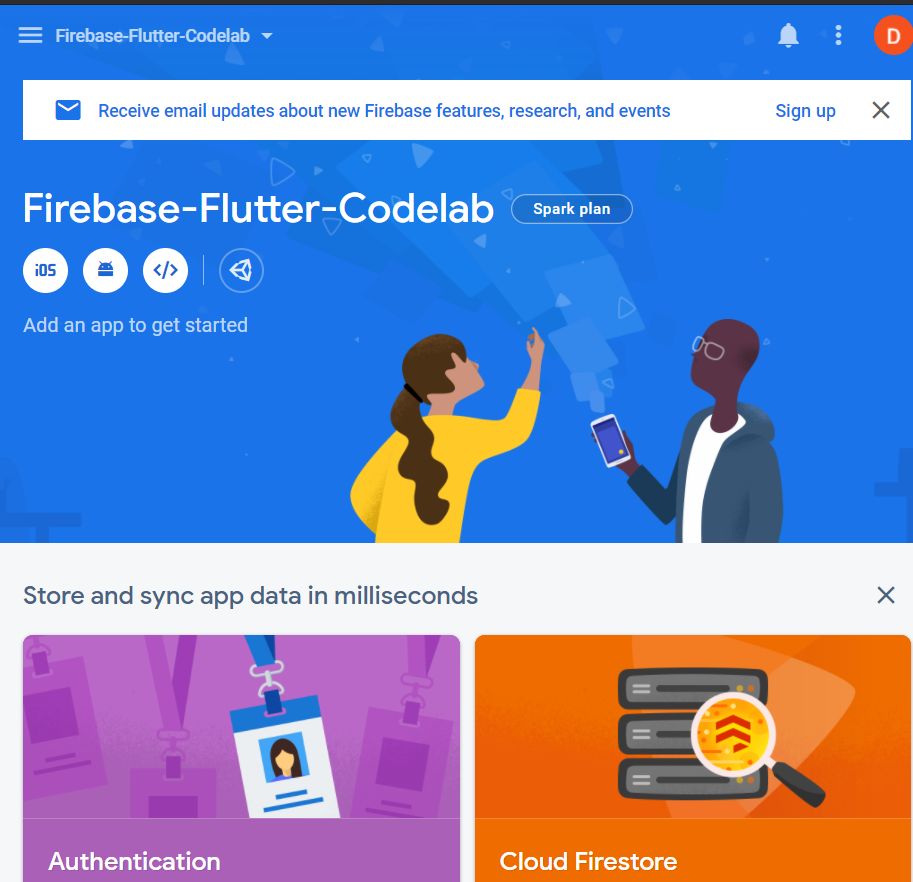 Firebase-Flutter-Codelab
D
Receive email updates about new Firebase features, research, and events
Sign up
Firebase-Flutter-Codelab
Spark plan
iOS
</>
Add an app to get started
Store and sync app data in milliseconds
Authentication
Cloud Firestore